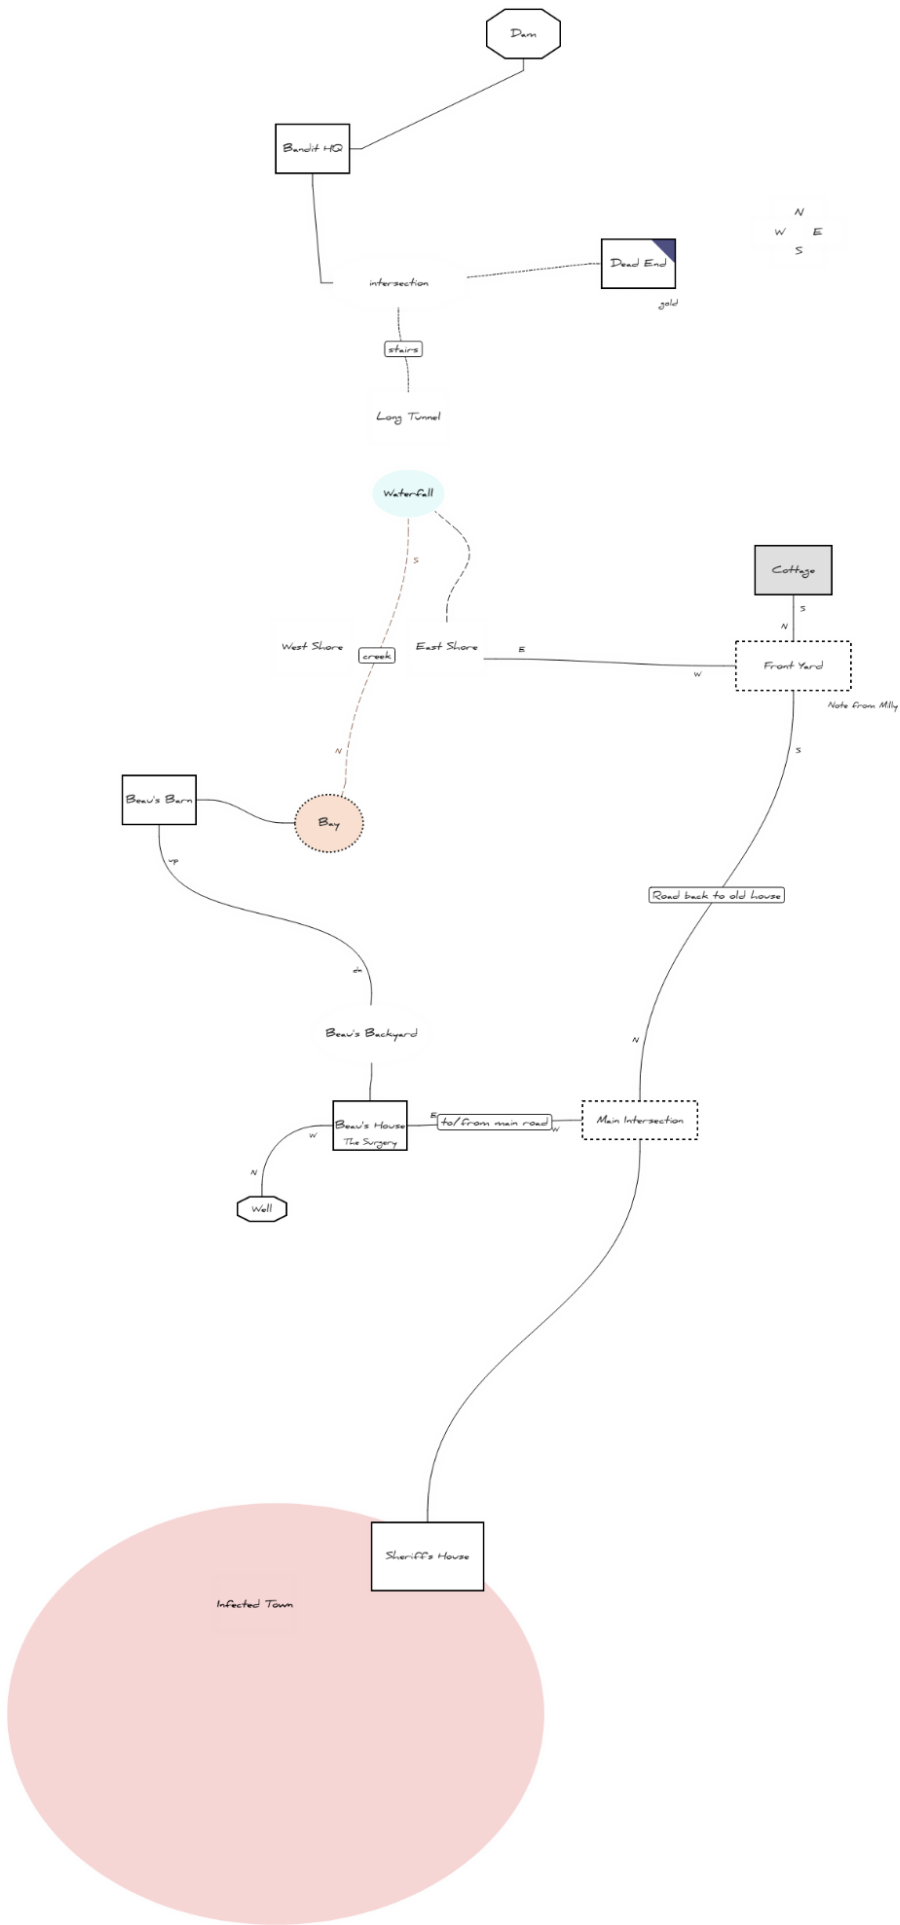 Dam
Bandit HQ
N
W E
S
Dead End
gold
intersection
stairs
Long Tunnel
Waterfall
S
Cottage
S
N
West Shore
creek
East Shore
E
W
Front Yard
Note from Milly
S
N
Beau's Barn
Bay
up
Road back to old house
dn
Beau's Backyard
N
E
Beau's House
The Surgery
to/from main road
W
Main Intersection
W
N
Well
Sheriff's House
Infected Town